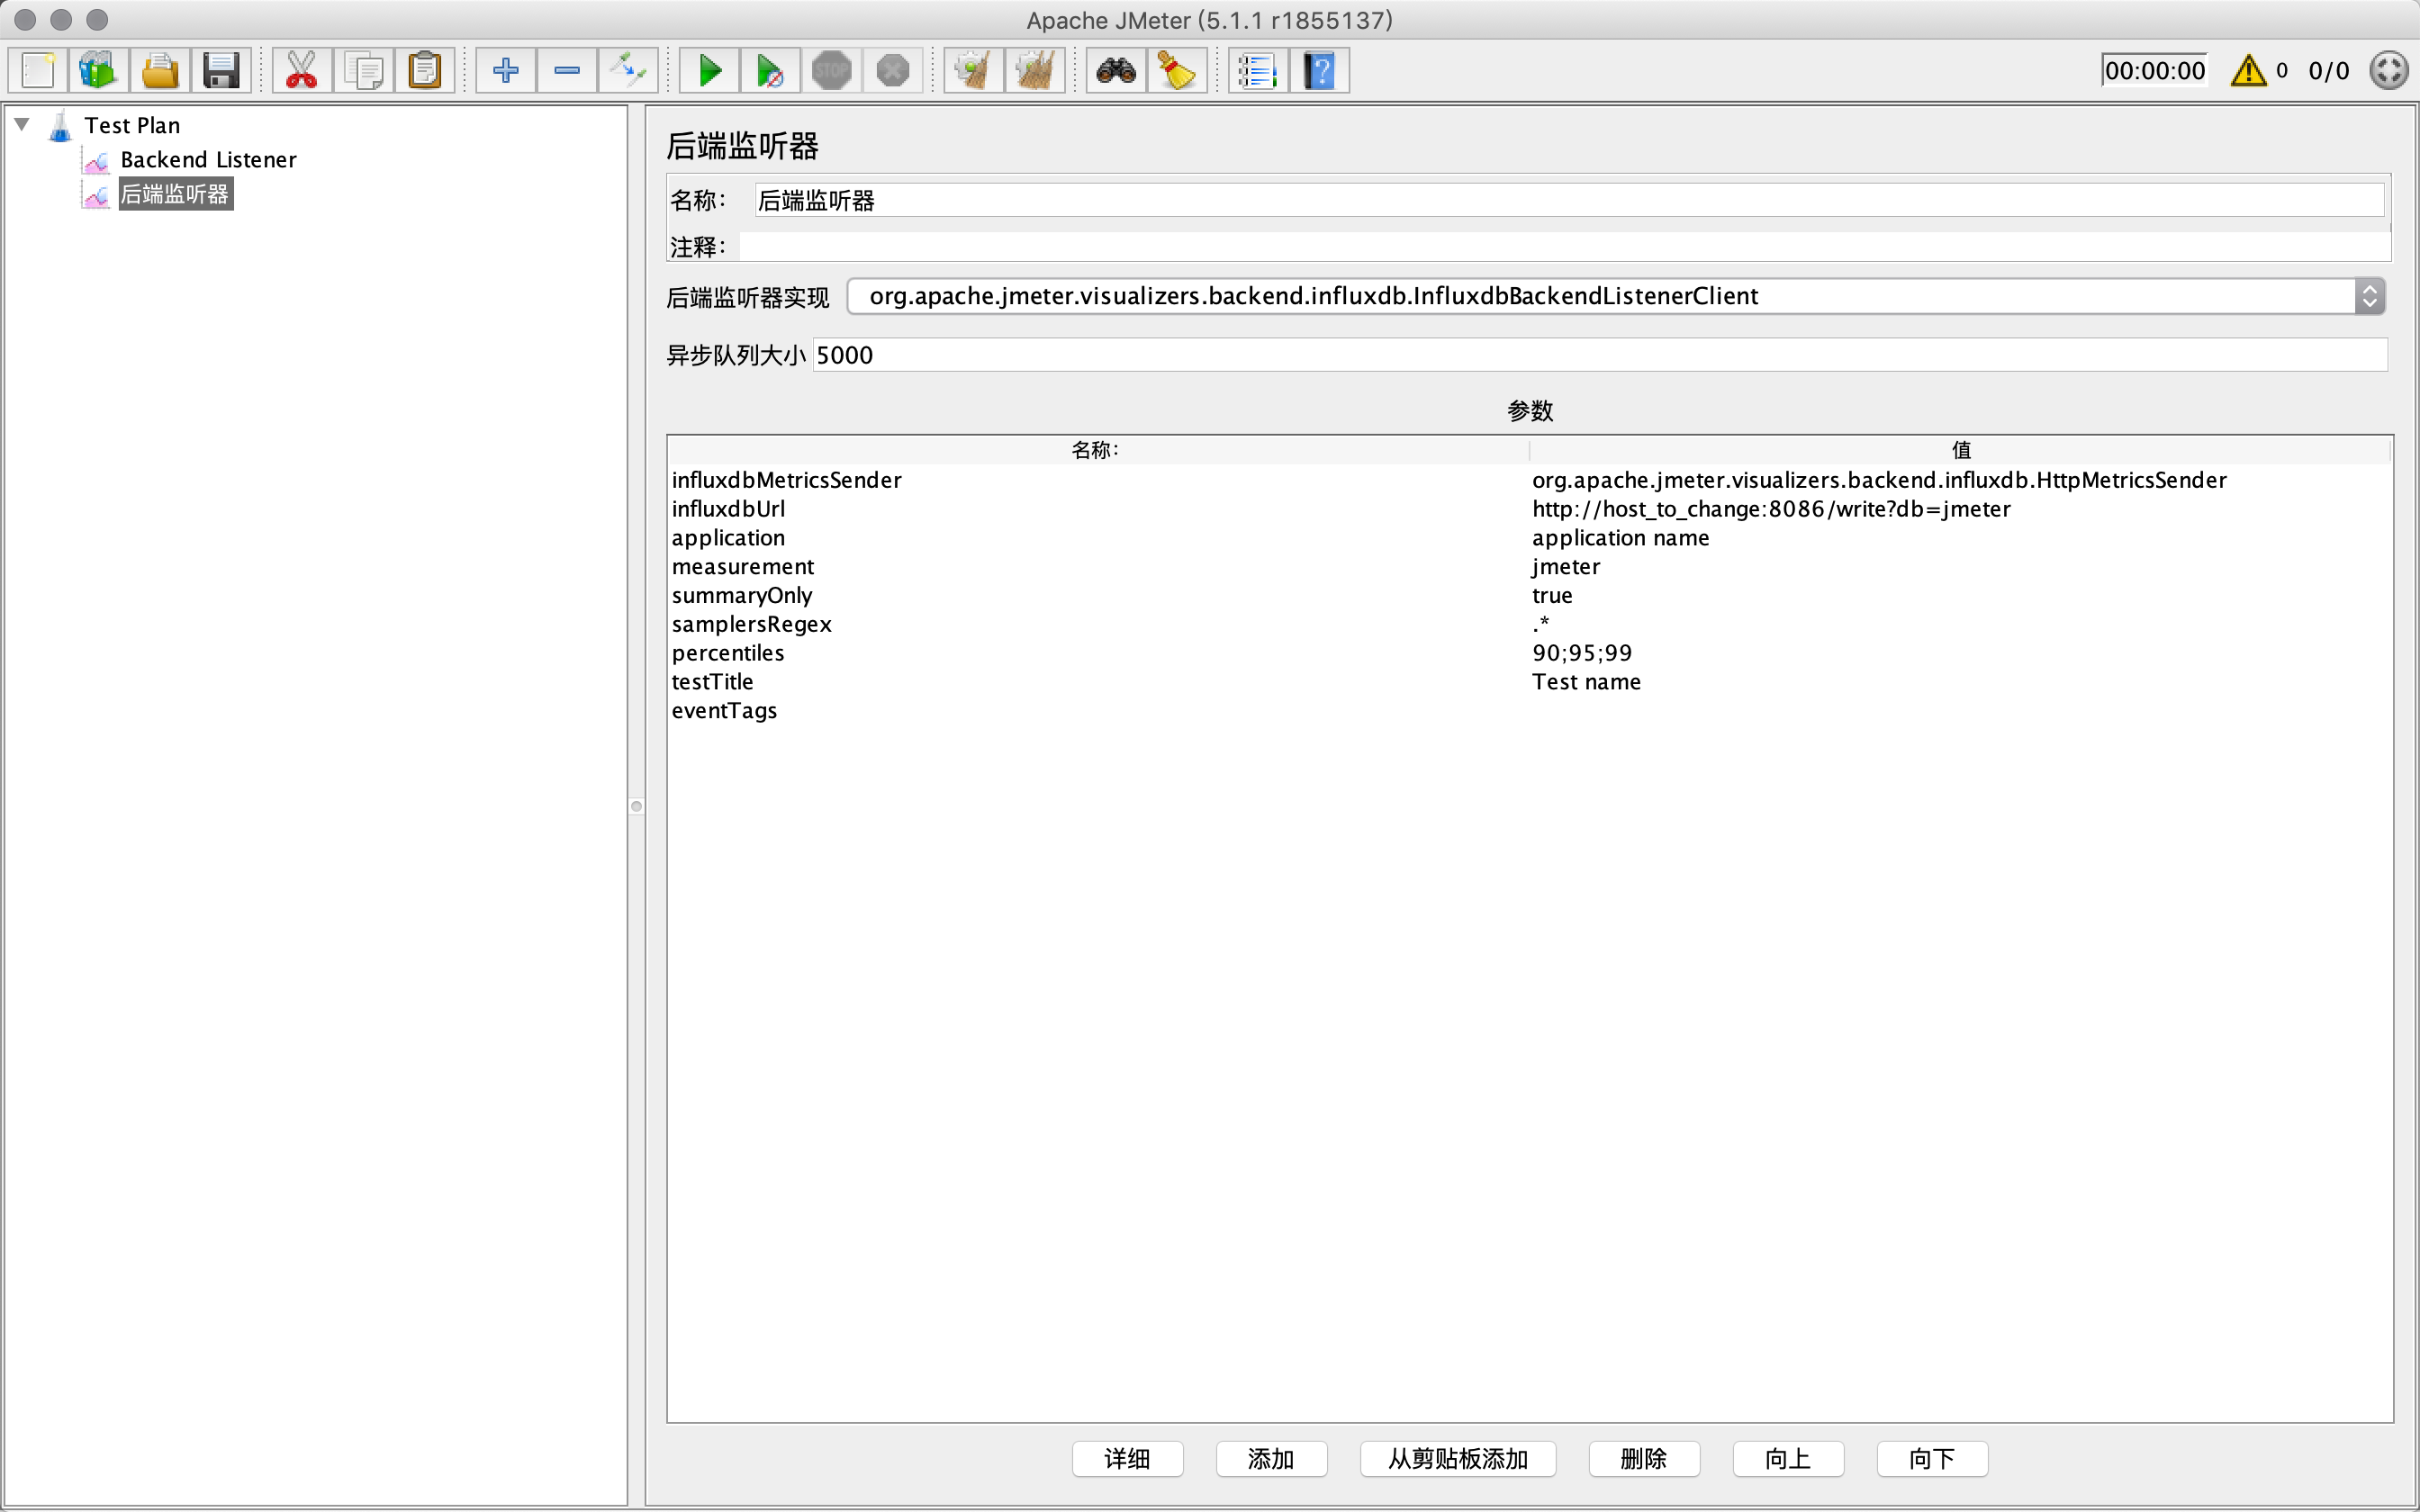 Apache JMeter (5.1.1 r1855137)
STOP
00:00:00
0
0/0
Test Plan
Backend Listener
后端监听器
后端监听器
名称：
后端监听器
注释：
后端监听器实现
org.apache.jmeter.visualizers.backend.influxdb.InfluxdbBackendListenerClient
异步队列大小
5000
参数
名称:
值
influxdbMetricsSender
org.apache.jmeter.visualizers.backend.influxdb.HttpMetricsSender
influxdbUrl
http://host_to_change:8086/write?db=jmeter
application
application name
measurement
jmeter
summaryOnly
true
samplersRegex
.*
percentiles
90;95;99
testTitle
Test name
eventTags
详细
添加
从剪贴板添加
删除
向上
向下